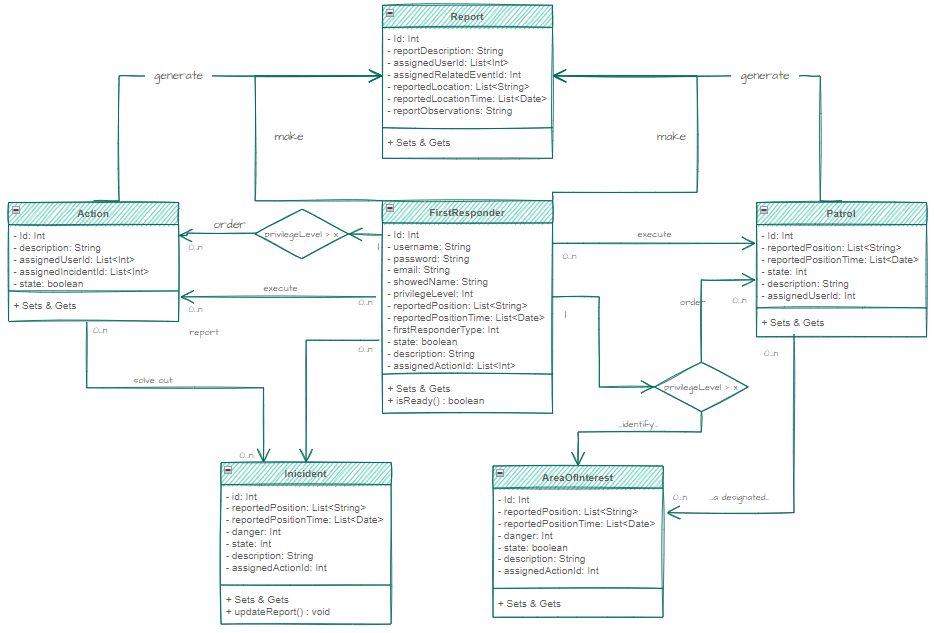 Report
- Id: Int
- reportDescription: String
- assignedUserId: List<Int>
- assignedRelatedEventId: Int
- reportedLocation: List<String>
- reportedLocationTime: List<Date>
- reportObservations: String
+ Sets & Gets
generate
generate
make
make
Action
- Id: Int
- description: String
- assignedUserId: List<Int>
- assignedIncidentId: List<Int>
- state: boolean
+ Sets & Gets
order
0..n
privilegeLevel > x
1
FirstResponder
- Id: Int
- username: String
- password: String
- email: String
- showedName: String
- privilegeLevel: Int
- reportedPosition: List<String>
- reportedPositionTime: List<Date>
- firstResponderType: Int
- state: boolean
- description: String
- assignedActionId: List<Int>
+ Sets & Gets
+ isReady() : boolean
execute
0..n
Patrol
- Id: Int
- reportedPosition: List<String>
- reportedPositionTime: List<Date>
- state: Int
- description: String
- assignedUserId: Int
+ Sets & Gets
execute
0..n
0..n
report
0..n
1
order
0..n
0..n
0..n
solve out
0..n
privilegeLevel > x
...identify...
Inicident
- id: Int
- reportedPosition: List<String>
- reportedPositionTime: List<Date>
- danger: Int
- state: Int
- description: String
- assignedActionId: Int
+ Sets & Gets
+ updateReport() : void
AreaOfInterest
- Id: Int
- reportedPosition: List<String>
- reportedPositionTime: List<Date>
- danger: Int
- state: boolean
- description: String
- assignedActionId: Int
+ Sets & Gets
0..n
...a designated...